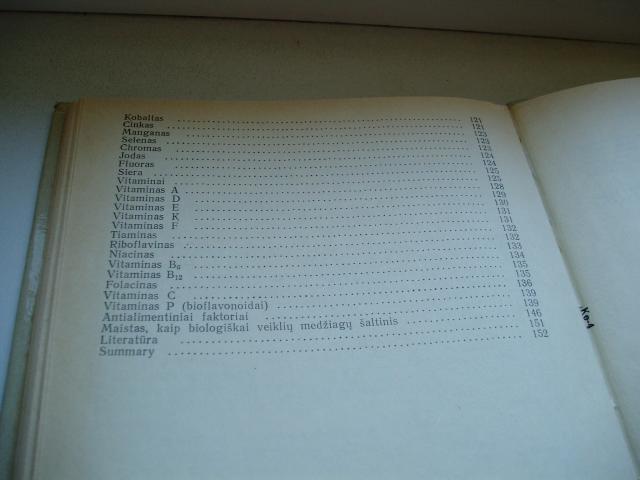 Kobaltas 121
Cinkas 121
Manganas 123
Selenas 123
Chromas 123
Jodas 124
Fluoras 124
Siera 125
Vitaminai 125
Vitaminas A 128
Vitaminas D 129
Vitaminas E 130
Vitaminas K 131
Vitaminas F 131
Tiaminas 132
Riboflavinas 132
Niacinas 133
Vitaminas B₆ 134
Vitaminas B₁₂ 135
Folacinas 135
Vitaminas C 136
Vitaminas P (bioflavonoidai) 139
Antialimentiniai faktoriai 139
Maistas, kaip biologiškai veiklių medžiagų šaltinis 146
Literatūra 151
Summary 152